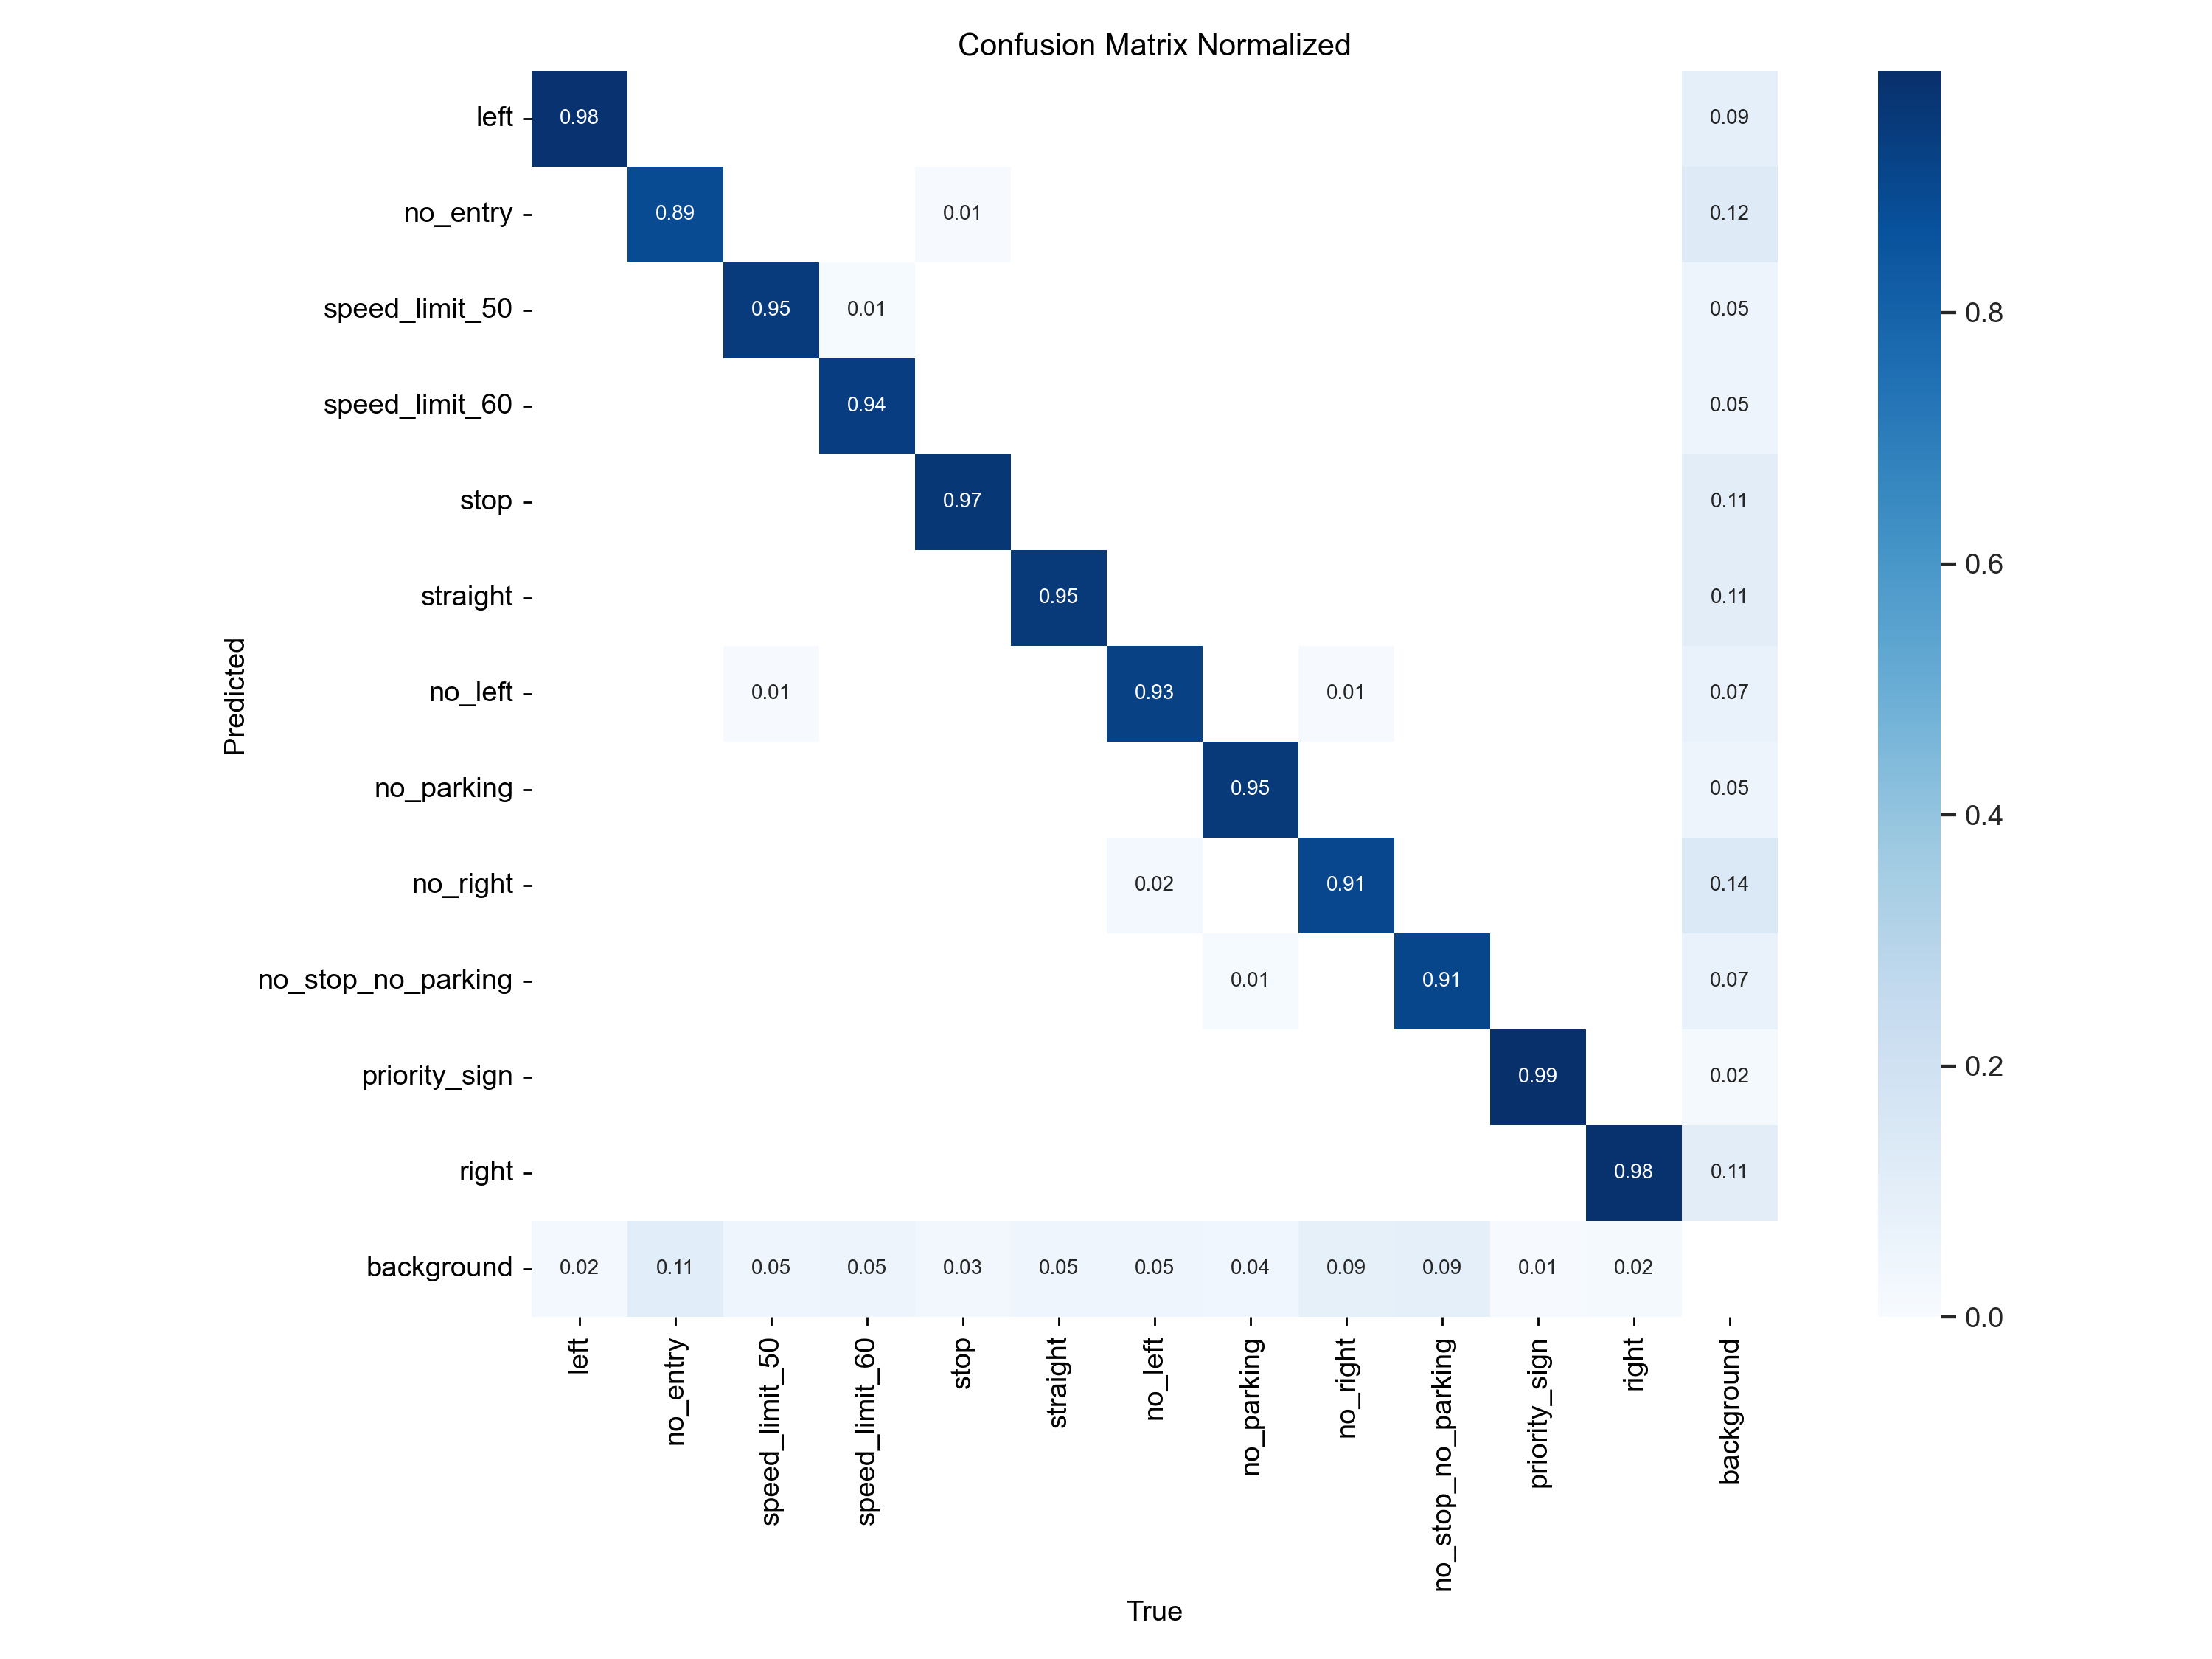 Confusion Matrix Normalized
left 0.98 0.09
no_entry 0.89 0.01 0.12
speed_limit_50 0.95 0.01 0.05 0.8
speed_limit_60 0.94 0.05
stop 0.97 0.11
0.6
straight 0.95 0.11
Predicted
no_left 0.01 0.93 0.01 0.07
no_parking 0.95 0.05
0.4
no_right 0.02 0.91 0.14
no_stop_no_parking 0.01 0.91 0.07
priority_sign 0.99 0.02 0.2
right 0.98 0.11
background 0.02 0.11 0.05 0.05 0.03 0.05 0.05 0.04 0.09 0.09 0.01 0.02
0.0
left no_entry speed_limit_50 speed_limit_60 stop straight no_left no_parking no_right no_stop_no_parking priority_sign right background
True